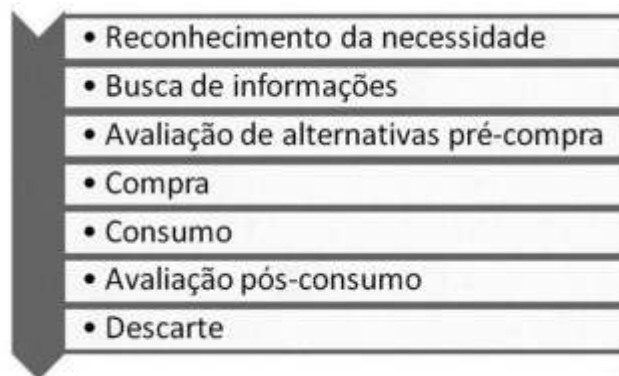 • Reconhecimento da necessidade
• Busca de informações
• Avaliação de alternativas pré-compra
• Compra
• Consumo
• Avaliação pós-consumo
• Descarte